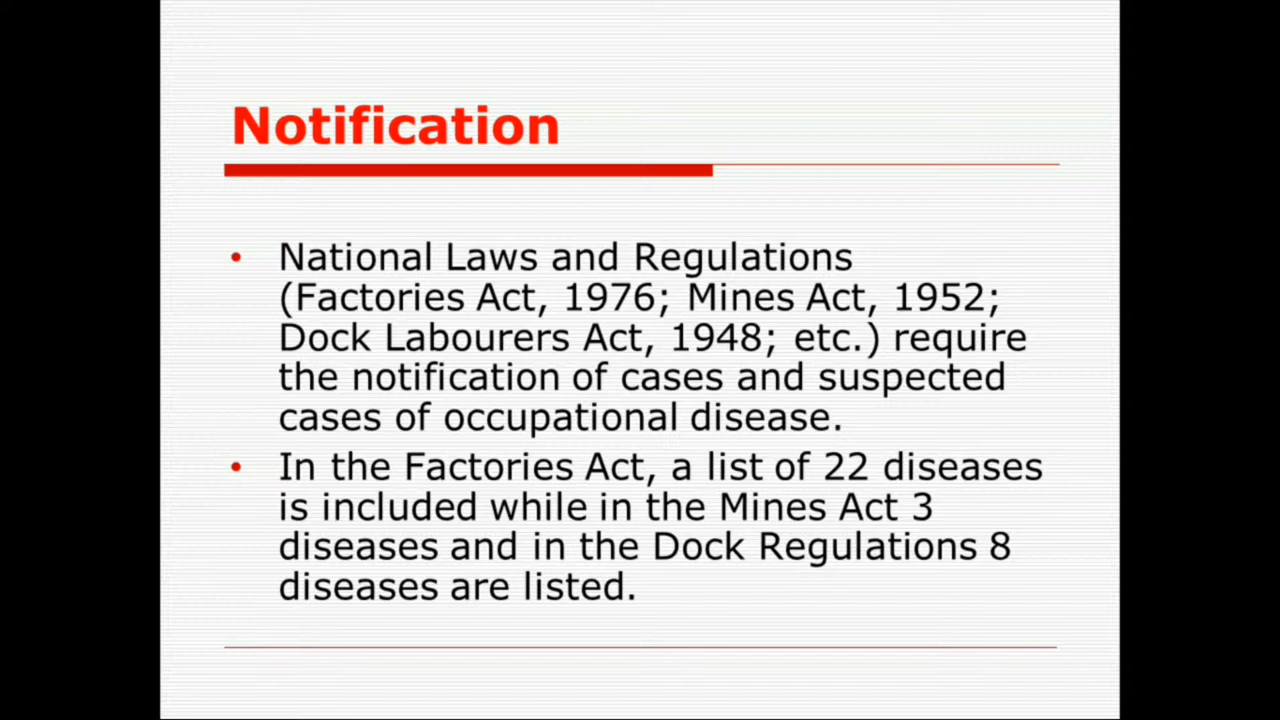 Notification
• National Laws and Regulations
(Factories Act, 1976; Mines Act, 1952;
Dock Labourers Act, 1948; etc.) require
the notification of cases and suspected
cases of occupational disease.
• In the Factories Act, a list of 22 diseases
is included while in the Mines Act 3
diseases and in the Dock Regulations 8
diseases are listed.